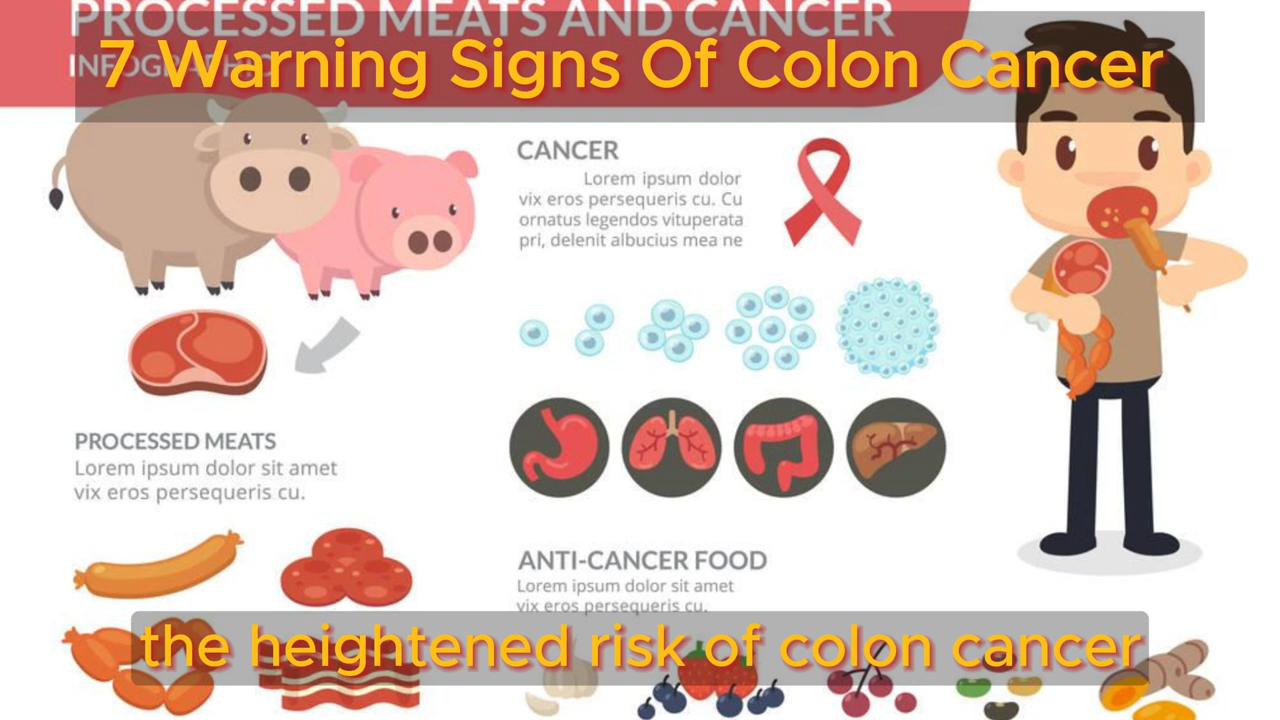 PROCESSED MEATS AND CANCER
7 Warning Signs Of Colon Cancer
CANCER
Lorem ipsum dolor
vix eros persequeris cu. Cu
ornatus legendos vituperata
pri, delenit albucius mea ne
PROCESSED MEATS
Lorem ipsum dolor sit amet
vix eros persequeris cu.
ANTI-CANCER FOOD
Lorem ipsum dolor sit amet
vix eros persequeris cu.
the heightened risk of colon cancer